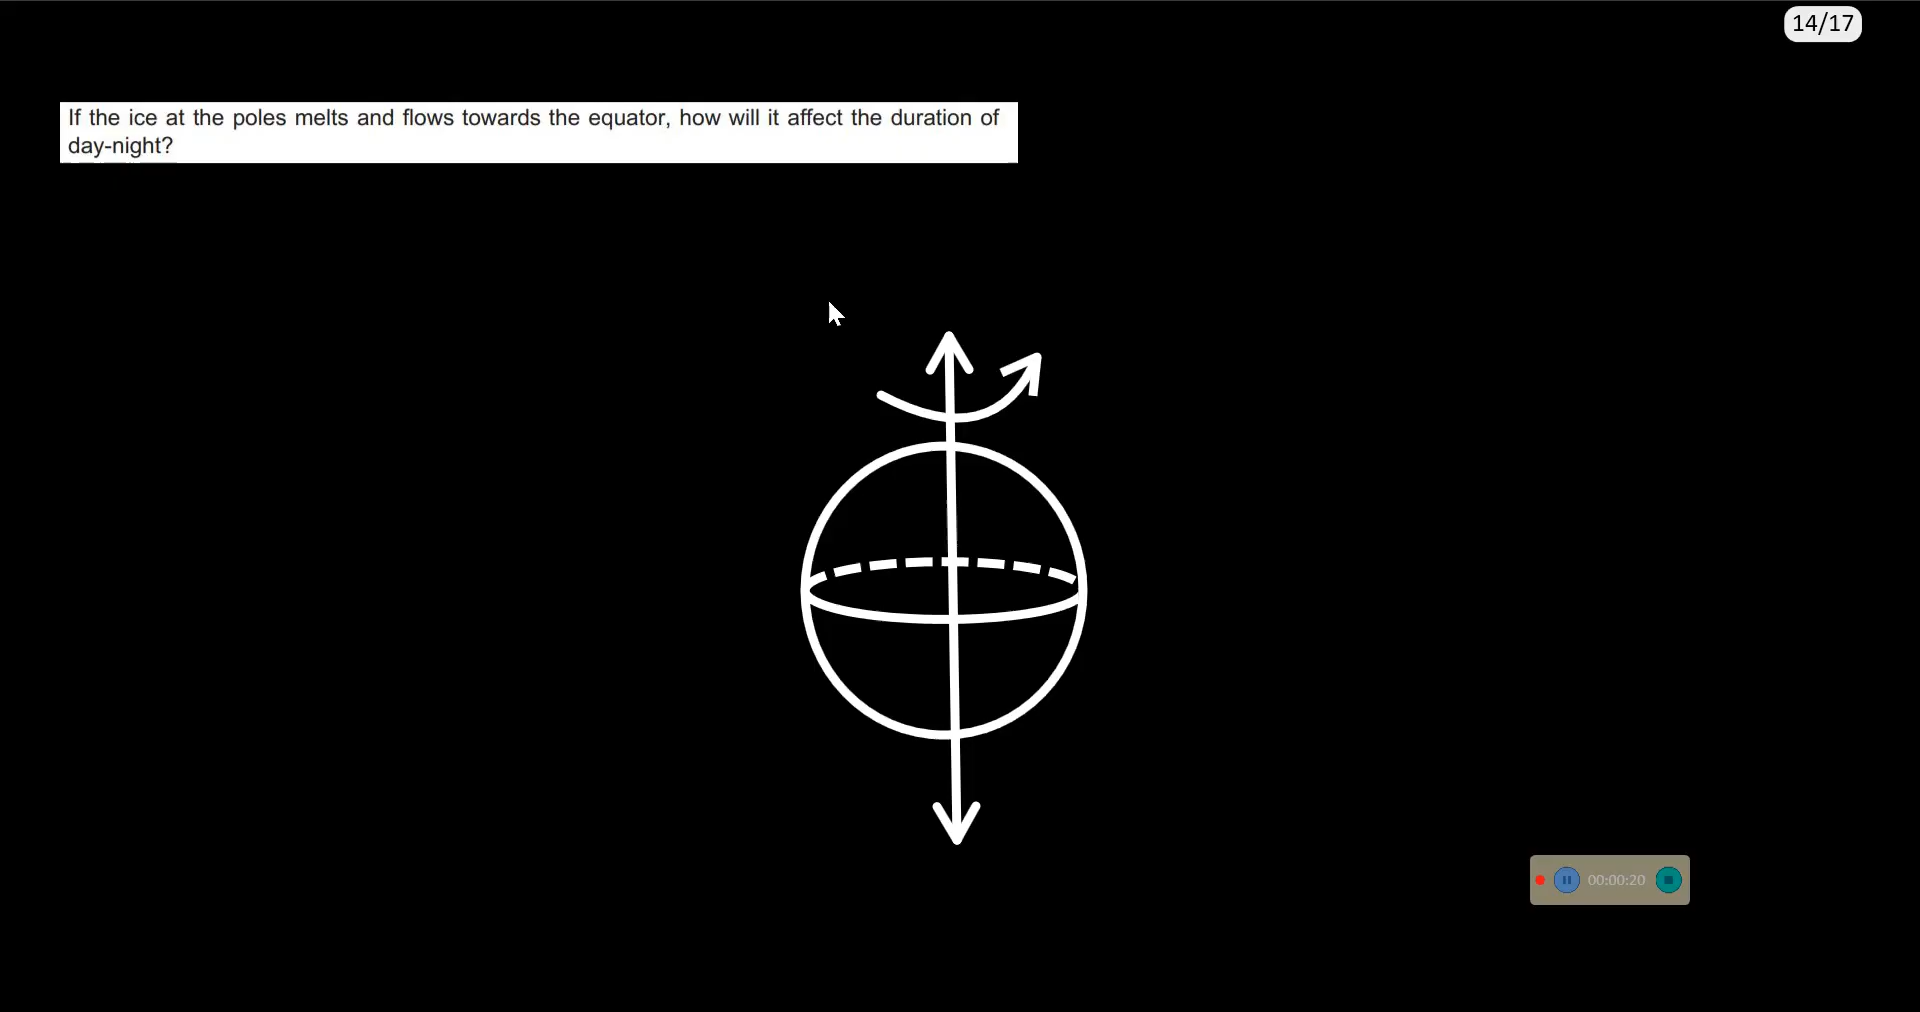 14/17
If the ice at the poles melts and flows towards the equator, how will it affect the duration of
day-night?
00:00:20